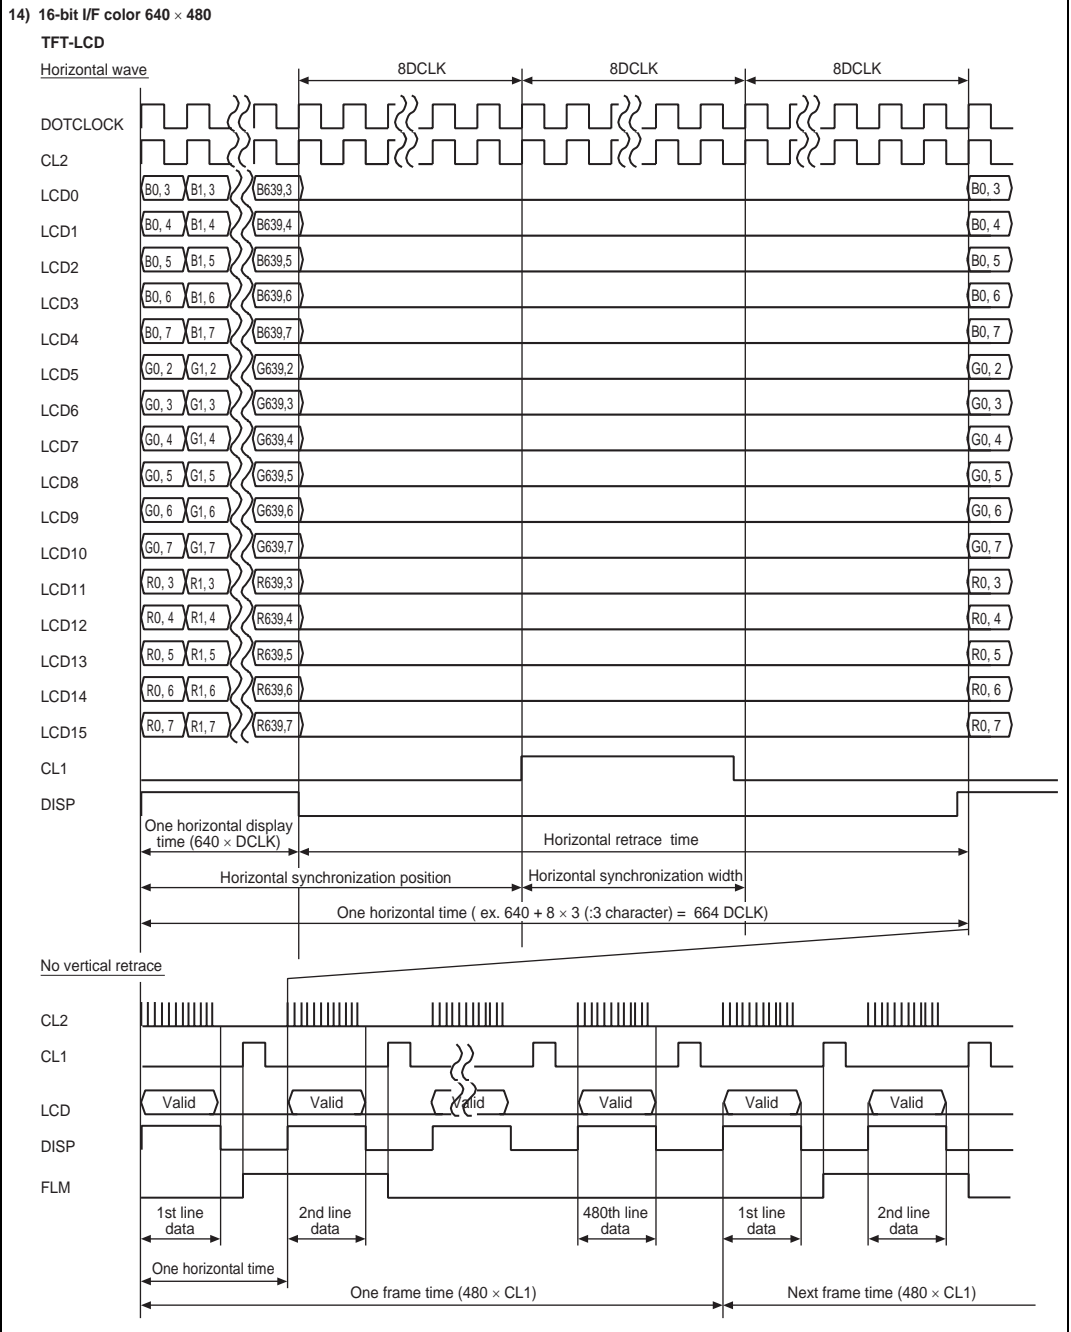 14) 16-bit I/F color 640 × 480
TFT-LCD
Horizontal wave
8DCLK 8DCLK 8DCLK
DOTCLOCK
CL2
LCD0 B0, 3 B1, 3 B639,3 B0, 3
LCD1 B0, 4 B1, 4 B639,4 B0, 4
LCD2 B0, 5 B1, 5 B639,5 B0, 5
LCD3 B0, 6 B1, 6 B639,6 B0, 6
LCD4 B0, 7 B1, 7 B639,7 B0, 7
LCD5 G0, 2 G1, 2 G639,2 G0, 2
LCD6 G0, 3 G1, 3 G639,3 G0, 3
LCD7 G0, 4 G1, 4 G639,4 G0, 4
LCD8 G0, 5 G1, 5 G639,5 G0, 5
LCD9 G0, 6 G1, 6 G639,6 G0, 6
LCD10 G0, 7 G1, 7 G639,7 G0, 7
LCD11 R0, 3 R1, 3 R639,3 R0, 3
LCD12 R0, 4 R1, 4 R639,4 R0, 4
LCD13 R0, 5 R1, 5 R639,5 R0, 5
LCD14 R0, 6 R1, 6 R639,6 R0, 6
LCD15 R0, 7 R1, 7 R639,7 R0, 7
CL1
DISP
One horizontal display
time (640 × DCLK)
Horizontal retrace time
Horizontal synchronization position Horizontal synchronization width
One horizontal time ( ex. 640 + 8 × 3 (:3 character) = 664 DCLK)
No vertical retrace
CL2
CL1
LCD Valid Valid Valid Valid Valid Valid
DISP
FLM
1st line
data
2nd line
data
480th line
data
1st line
data
2nd line
data
One horizontal time
One frame time (480 × CL1) Next frame time (480 × CL1)